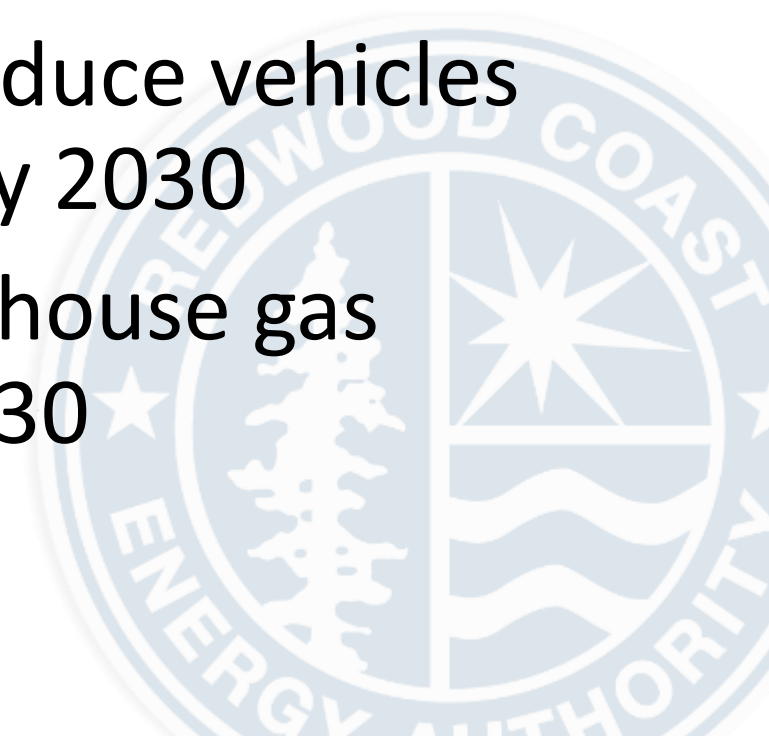 duce vehicles
y 2030
house gas
30
REDWOOD COAST
ENERGY AUTHORITY